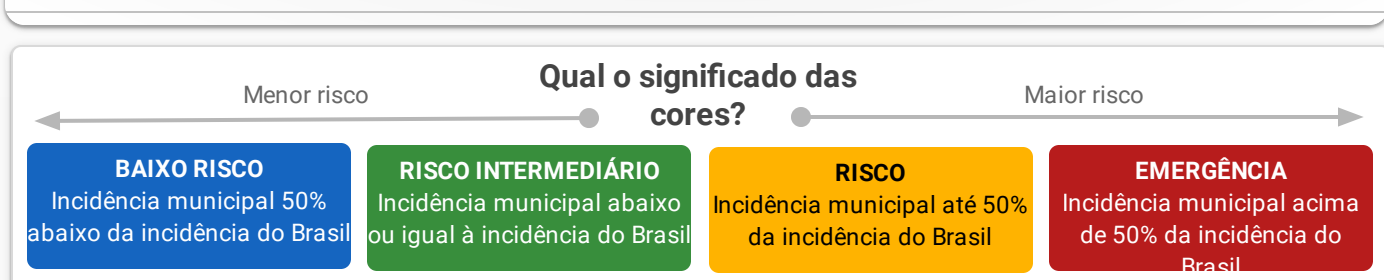 Qual o significado das
cores?
Menor risco
Maior risco
BAIXO RISCO
Incidência municipal 50%
abaixo da incidência do Brasil
RISCO INTERMEDIÁRIO
Incidência municipal abaixo
ou igual à incidência do Brasil
RISCO
Incidência municipal até 50%
da incidência do Brasil
EMERGÊNCIA
Incidência municipal acima
de 50% da incidência do
Brasil